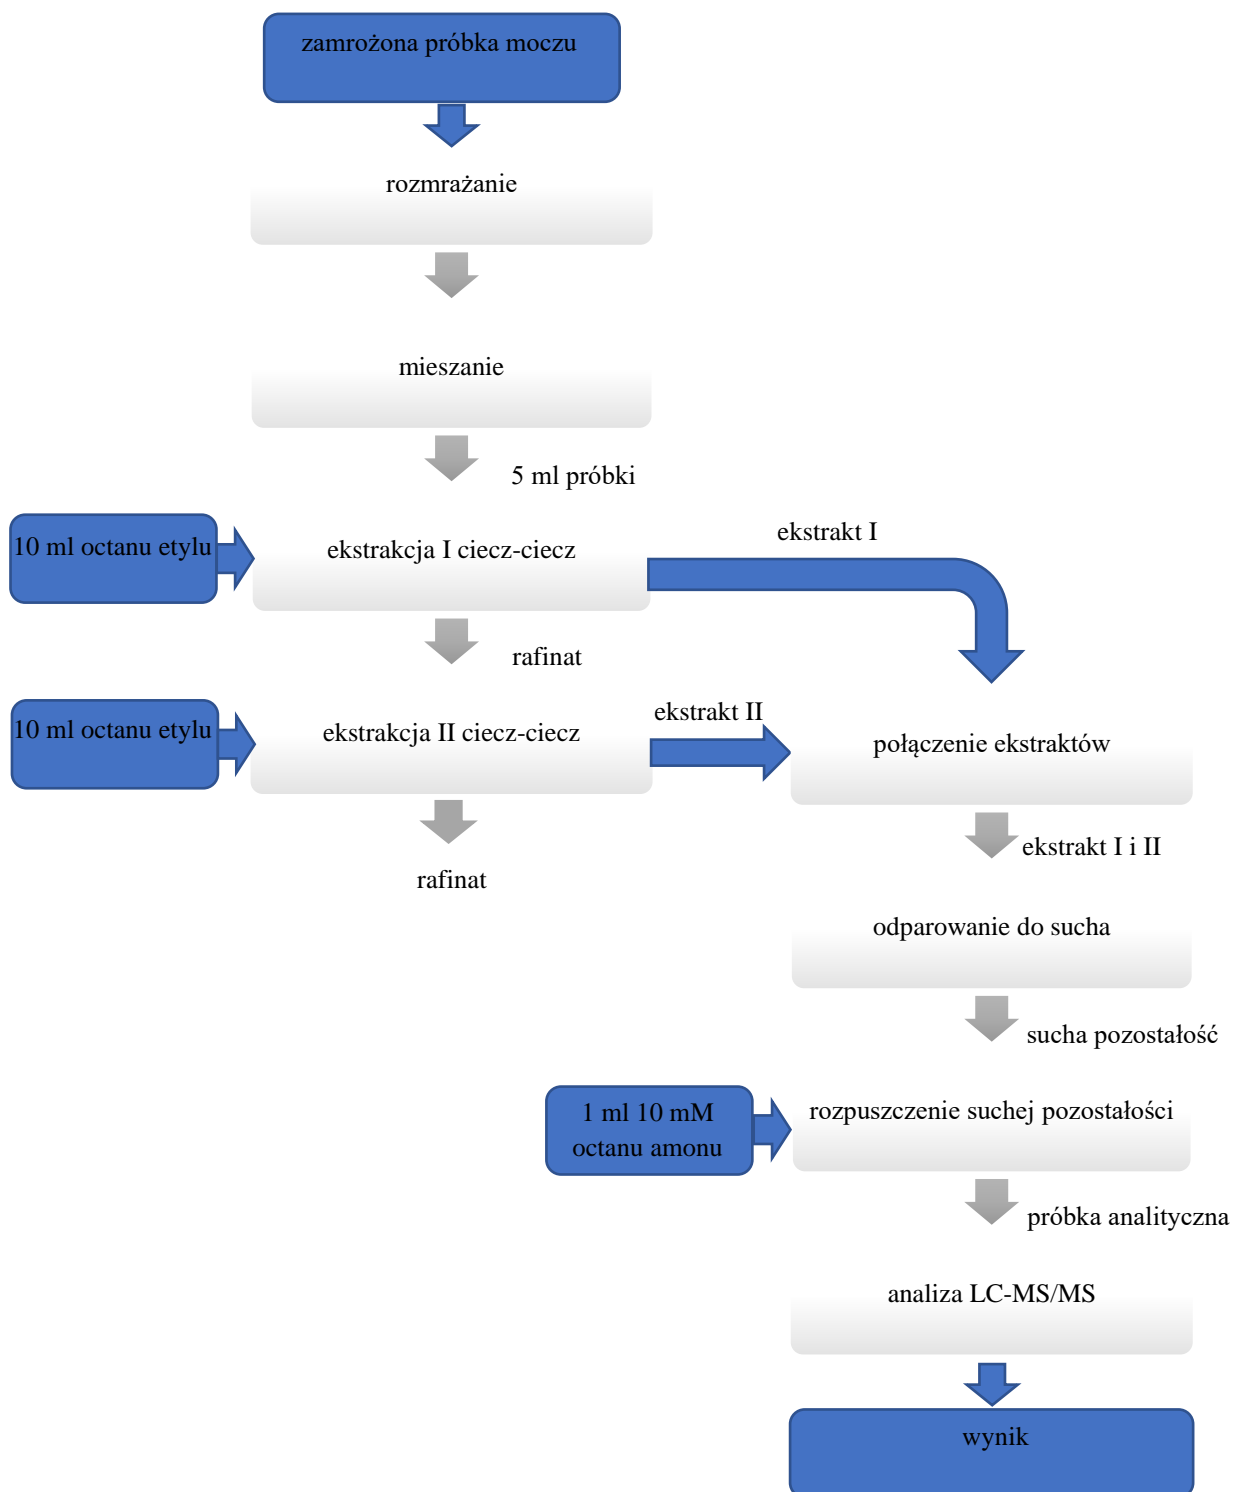 zamrożona próbka moczu
rozmrażanie
mieszanie
5 ml próbki
10 ml octanu etylu
ekstrakcja I ciecz-ciecz
ekstrakt I
rafinat
10 ml octanu etylu
ekstrakcja II ciecz-ciecz
ekstrakt II
połączenie ekstraktów
rafinat
ekstrakt I i II
odparowanie do sucha
sucha pozostałość
1 ml 10 mM
octanu amonu
rozpuszczenie suchej pozostałości
próbka analityczna
analiza LC-MS/MS
wynik